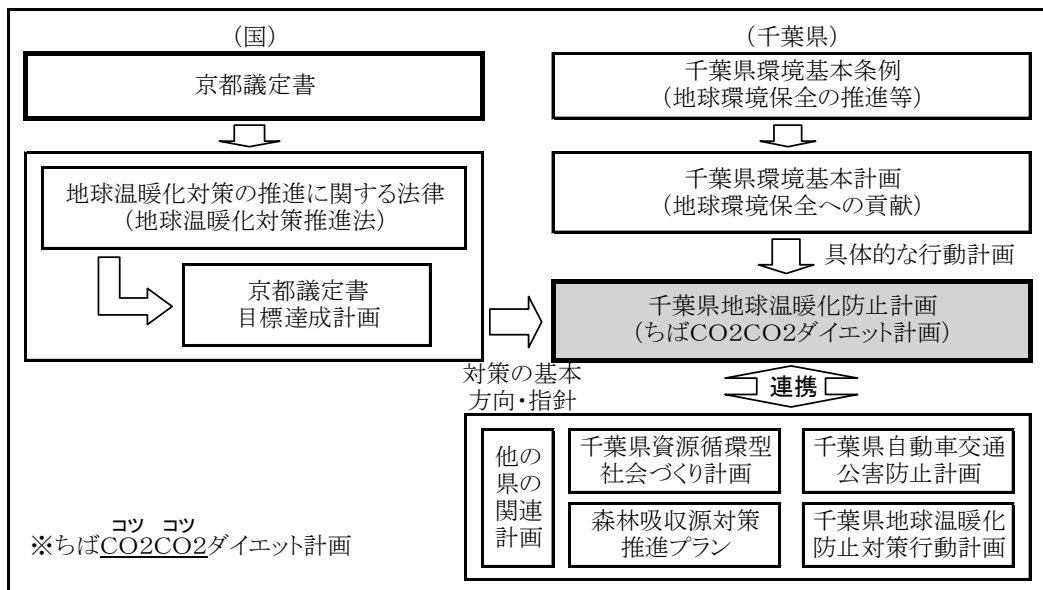 (国)
京都議定書
地球温暖化対策の推進に関する法律
(地球温暖化対策推進法)
京都議定書
目標達成計画
(千葉県)
千葉県環境基本条例
(地球環境保全の推進等)
千葉県環境基本計画
(地球環境保全への貢献)
具体的な行動計画
千葉県地球温暖化防止計画
(ちばCO2CO2ダイエット計画)
対策の基本
方向・指針
連携
他の
県の
関連
計画
千葉県資源循環型
社会づくり計画
千葉県自動車交通
公害防止計画
森林吸収源対策
推進プラン
千葉県地球温暖化
防止対策行動計画
コツ コツ
※ちばCO2CO2ダイエット計画